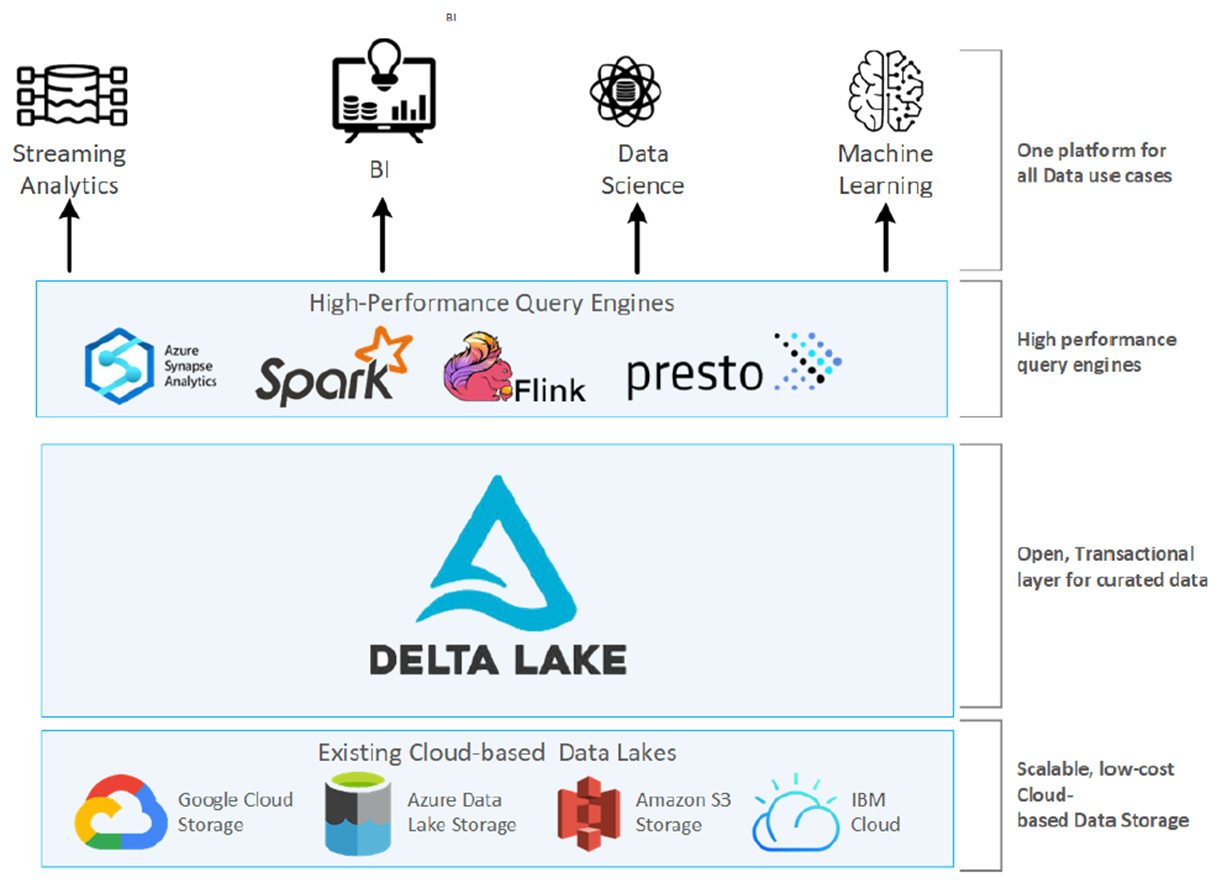 BI
Streaming
Analytics
BI
Data
Science
Machine
Learning
One platform for
all Data use cases
High-Performance Query Engines
Azure
Synapse
Analytics
Spark
Flink
presto
High performance
query engines
DELTA LAKE
Open, Transactional
layer for curated data
Existing Cloud-based Data Lakes
Google Cloud
Storage
Azure Data
Lake Storage
Amazon S3
Storage
IBM
Cloud
Scalable, low-cost
Cloud-
based Data Storage